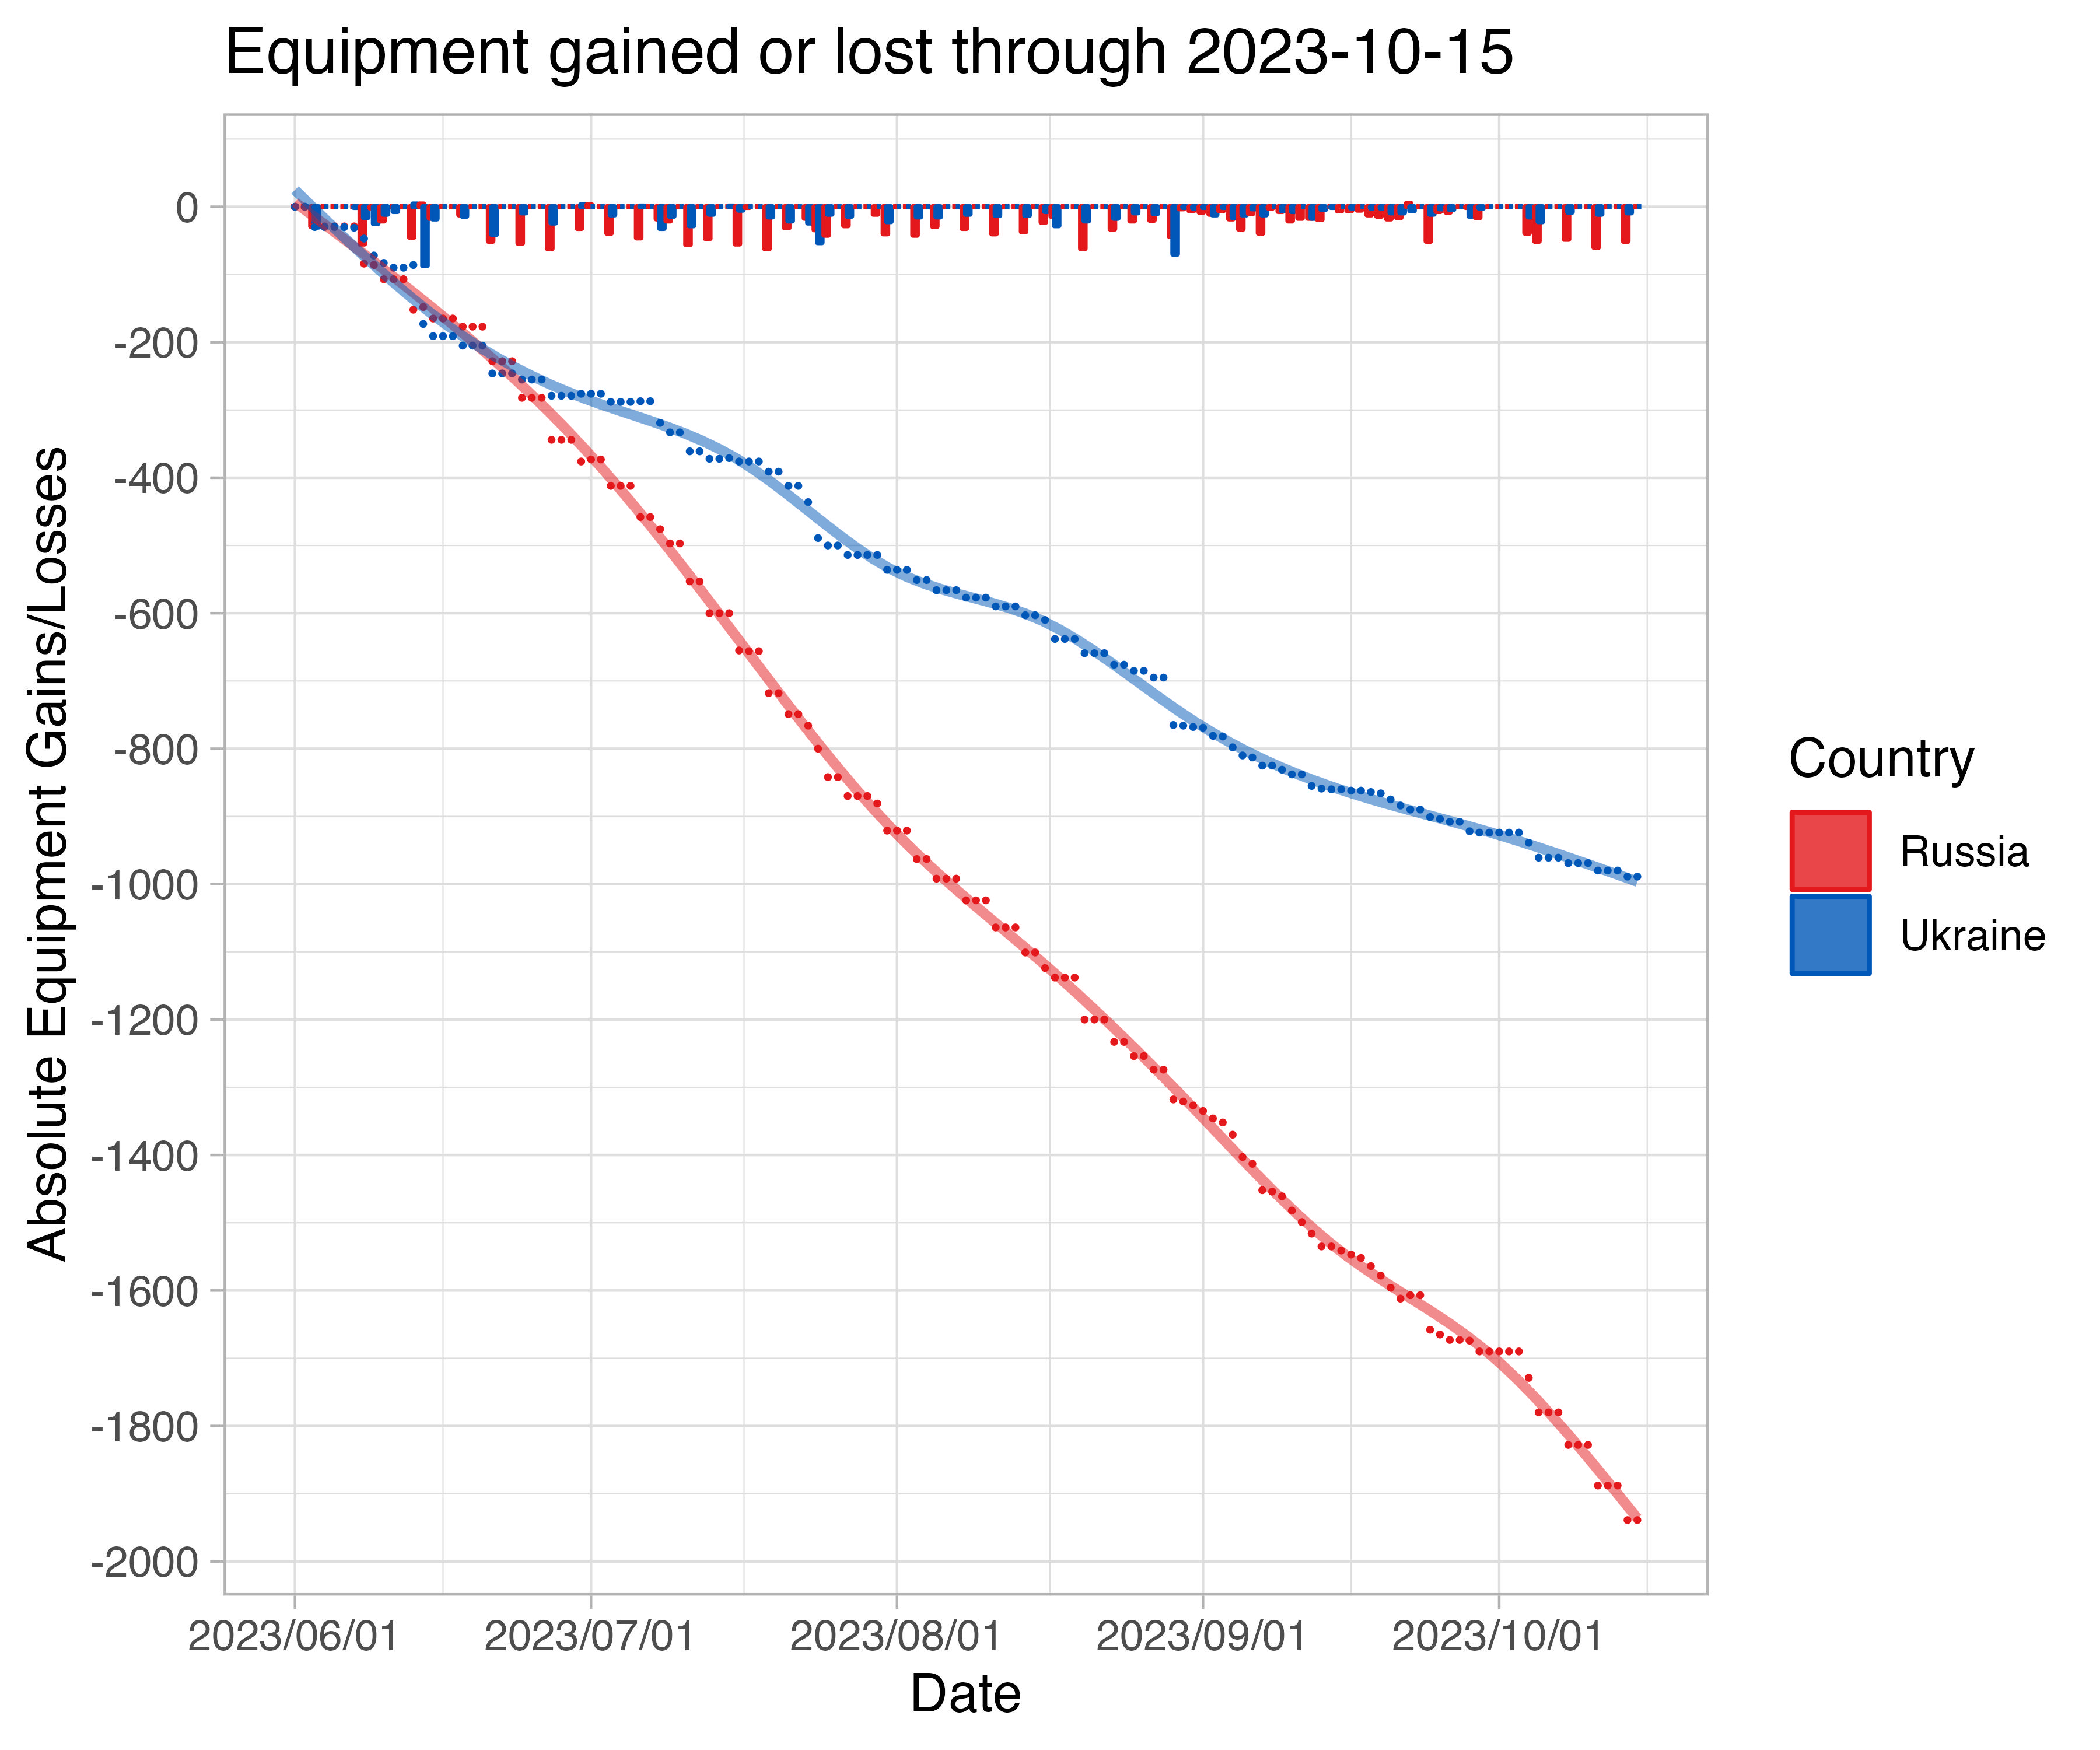 Equipment gained or lost through 2023-10-15
Absolute Equipment Gains/Losses
0
-200
-400
-600
-800
-1000
-1200
-1400
-1600
-1800
-2000
2023/06/01
2023/07/01
2023/08/01
2023/09/01
2023/10/01
Date
Country
Russia
Ukraine